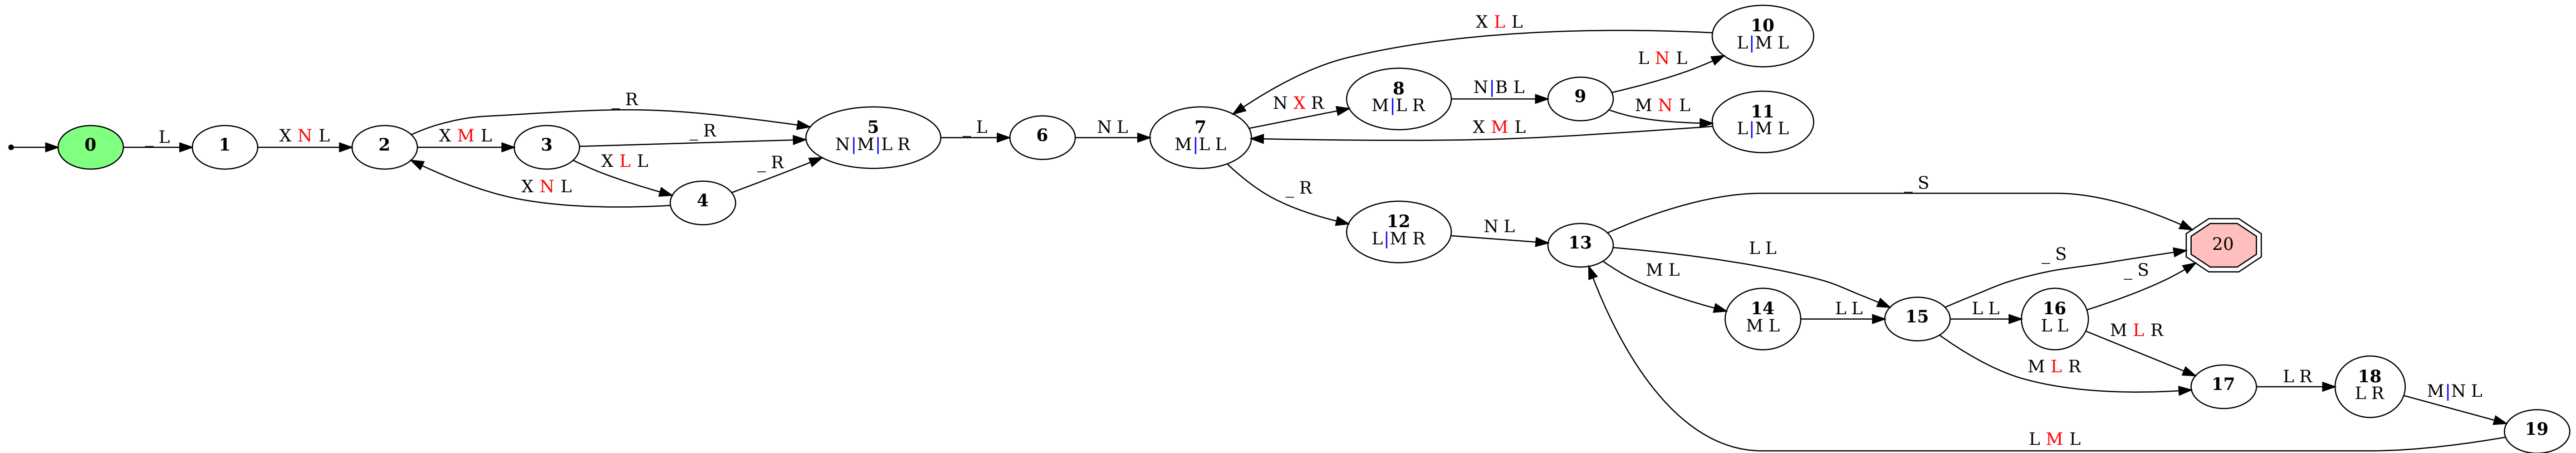 0
_ L
1
X N L
2
_ R
X M L
3
_ R
X L L
4
_ R
X N L
5
N|M|L R
_ L
6
N L
7
M|L L
N X R
8
M|L R
N|B L
9
L N L
10
L|M L
X L L
M N L
11
L|M L
X M L
_ R
12
L|M R
N L
13
_ S
L L
M L
14
M L
L L
15
_ S
L L
16
L L
_ S
M L R
M L R
17
L R
18
L R
M|N L
19
L M L
20